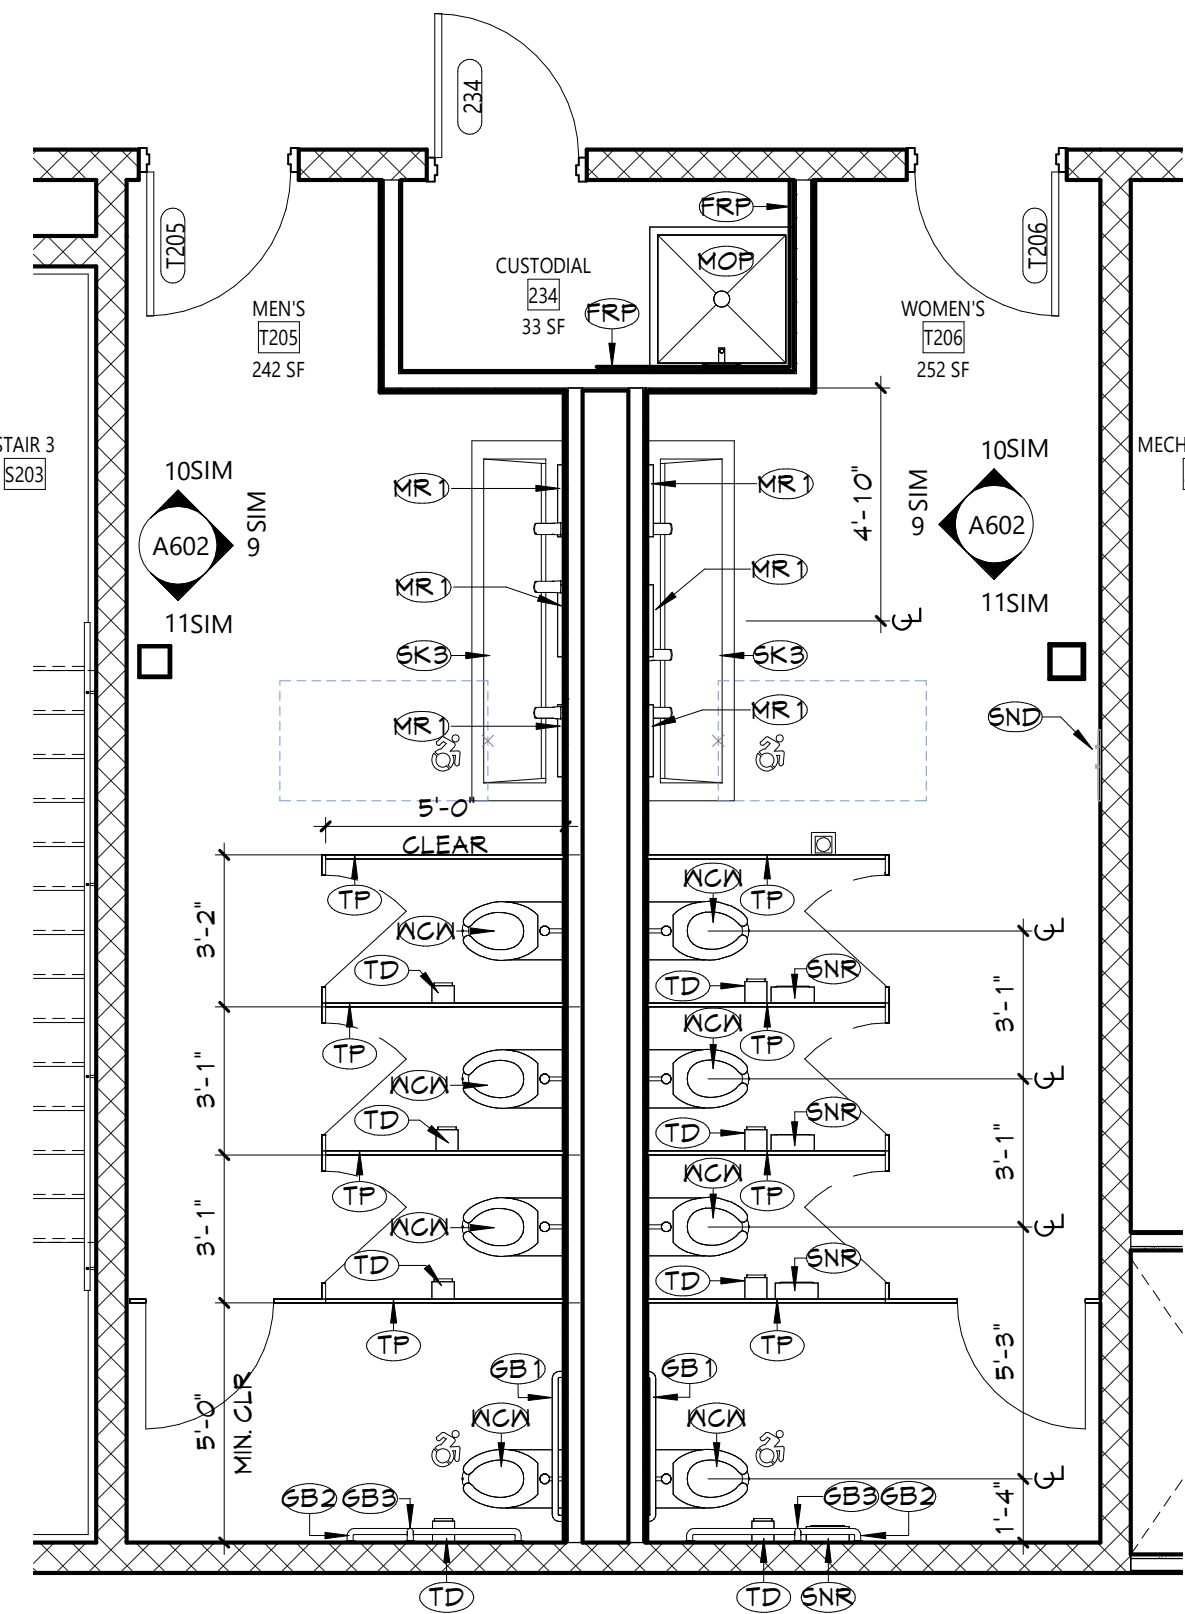 234
T205
T206
FRP
MOP
CUSTODIAL
234
33 SF
FRP
MEN'S
T205
242 SF
WOMEN'S
T206
252 SF
STAIR 3
S203
MECH
10SIM
A602
9 SIM
11SIM
10SIM
A602
9 SIM
11SIM
MR1
MR1
MR1
MR1
SK3
SK3
MR1
MR1
4'-10"
CL
SND
5'-0"
CLEAR
3'-2"
TP
WCW
TD
WCW
TP
TD
SNR
CL
3'-1"
3'-1"
TP
WCW
TD
WCW
TP
TD
SNR
CL
3'-1"
3'-1"
TP
WCW
TD
WCW
TP
TD
SNR
CL
5'-3"
TP
TP
5'-0"
MIN. CLR
GB1
GB1
WCW
WCW
CL
GB2
GB3
GB3
GB2
1'-4"
TD
TD
SNR